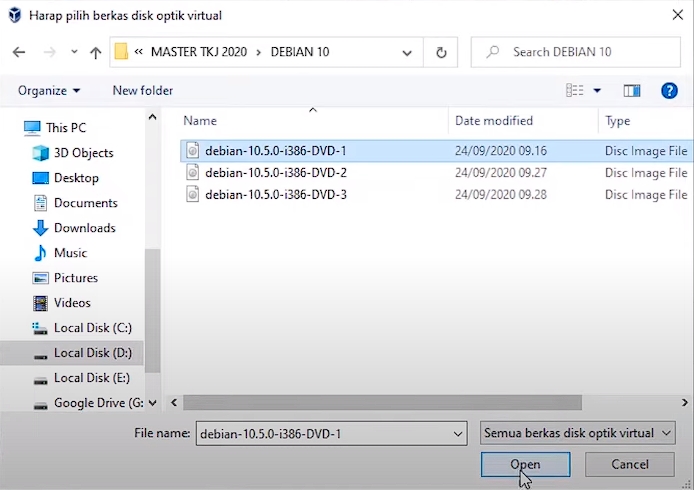 Harap pilih berkas disk optik virtual
« MASTER TKJ 2020 › DEBIAN 10
Search DEBIAN 10
Organize
New folder
This PC
3D Objects
Desktop
Documents
Downloads
Music
Pictures
Videos
Local Disk (C:)
Local Disk (D:)
Local Disk (E:)
Google Drive (G:
Name Date modified Type
debian-10.5.0-i386-DVD-1 24/09/2020 09.16 Disc Image File
debian-10.5.0-i386-DVD-2 24/09/2020 09.27 Disc Image File
debian-10.5.0-i386-DVD-3 24/09/2020 09.28 Disc Image File
File name: debian-10.5.0-i386-DVD-1
Semua berkas disk optik virtual
Open
Cancel